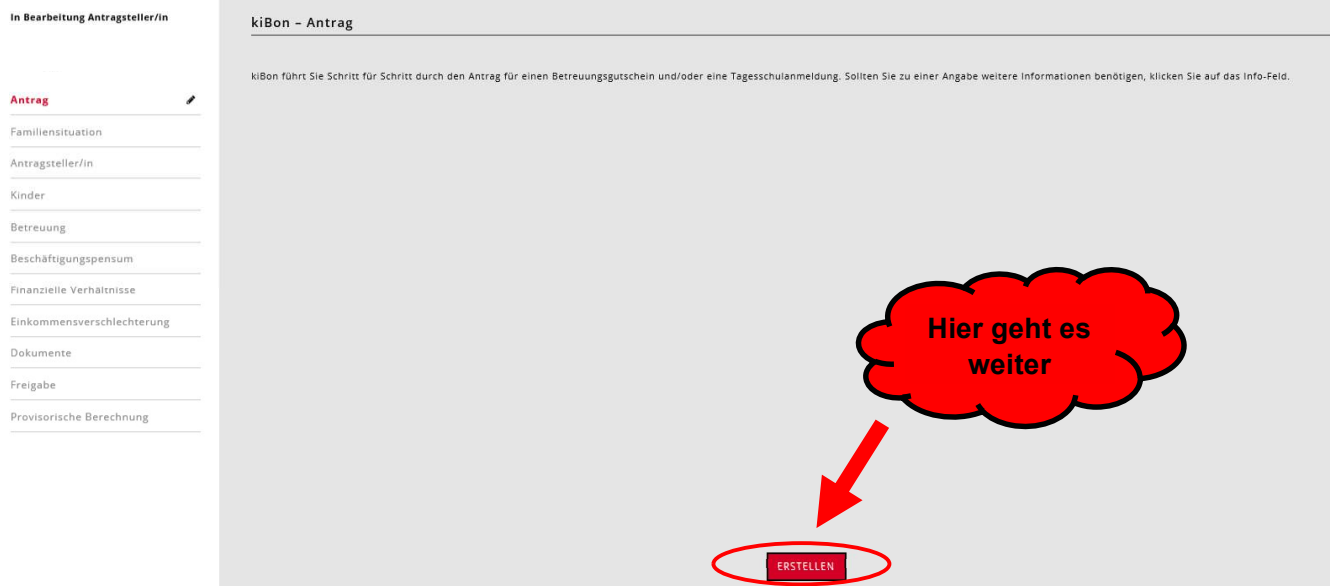 In Bearbeitung Antragsteller/in
Antrag
Familiensituation
Antragsteller/in
Kinder
Betreuung
Beschäftigungspensum
Finanzielle Verhältnisse
Einkommensverschlechterung
Dokumente
Freigabe
Provisorische Berechnung
kiBon – Antrag
kiBon führt Sie Schritt für Schritt durch den Antrag für einen Betreuungsgutschein und/oder eine Tagesschulanmeldung. Sollten Sie zu einer Angabe weitere Informationen benötigen, klicken Sie auf das Info-Feld.
Hier geht es
weiter
ERSTELLEN